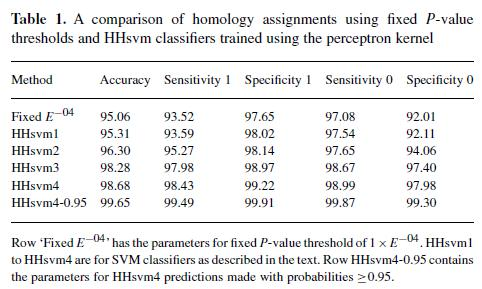 Table 1. A comparison of homology assignments using fixed P-value
thresholds and HHsvm classifiers trained using the perceptron kernel
Method Accuracy Sensitivity 1 Specificity 1 Sensitivity 0 Specificity 0
Fixed E−04 95.06 93.52 97.65 97.08 92.01
HHsvm1 95.31 93.59 98.02 97.54 92.11
HHsvm2 96.30 95.27 98.14 97.65 94.06
HHsvm3 98.28 97.98 98.97 98.67 97.40
HHsvm4 98.68 98.43 99.22 98.99 97.98
HHsvm4-0.95 99.65 99.49 99.91 99.87 99.30
Row ‘Fixed E−04’ has the parameters for fixed P-value threshold of 1 × E−04. HHsvm1
to HHsvm4 are for SVM classifiers as described in the text. Row HHsvm4-0.95 contains
the parameters for HHsvm4 predictions made with probabilities ≥0.95.